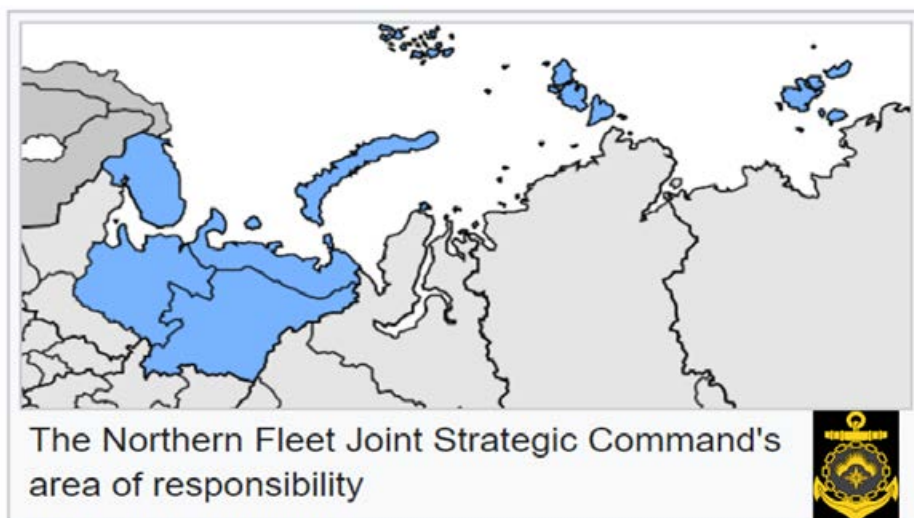 The Northern Fleet Joint Strategic Command's
area of responsibility